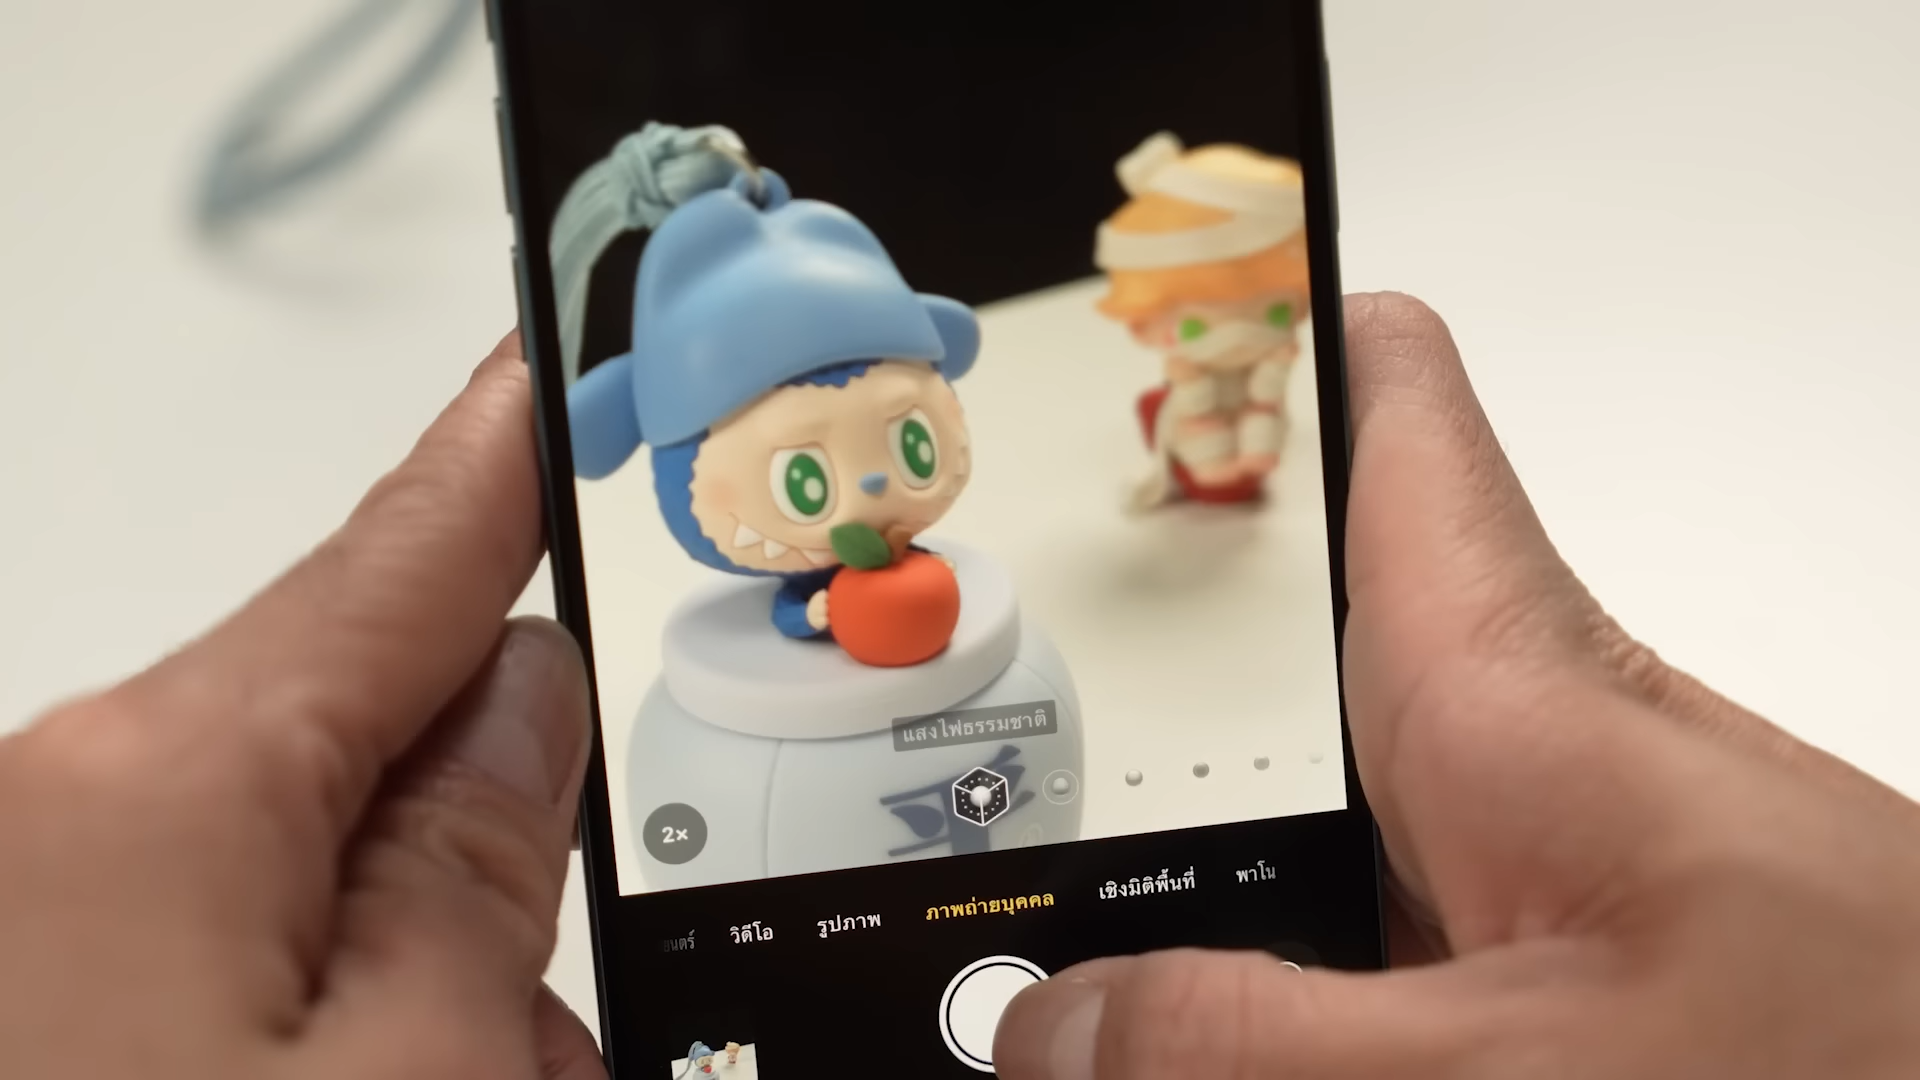 แสงไฟธรรมชาติ
2×
วิดีโอ รูปภาพ ภาพถ่ายบุคคล เชิงมิติพื้นที่ พาโน